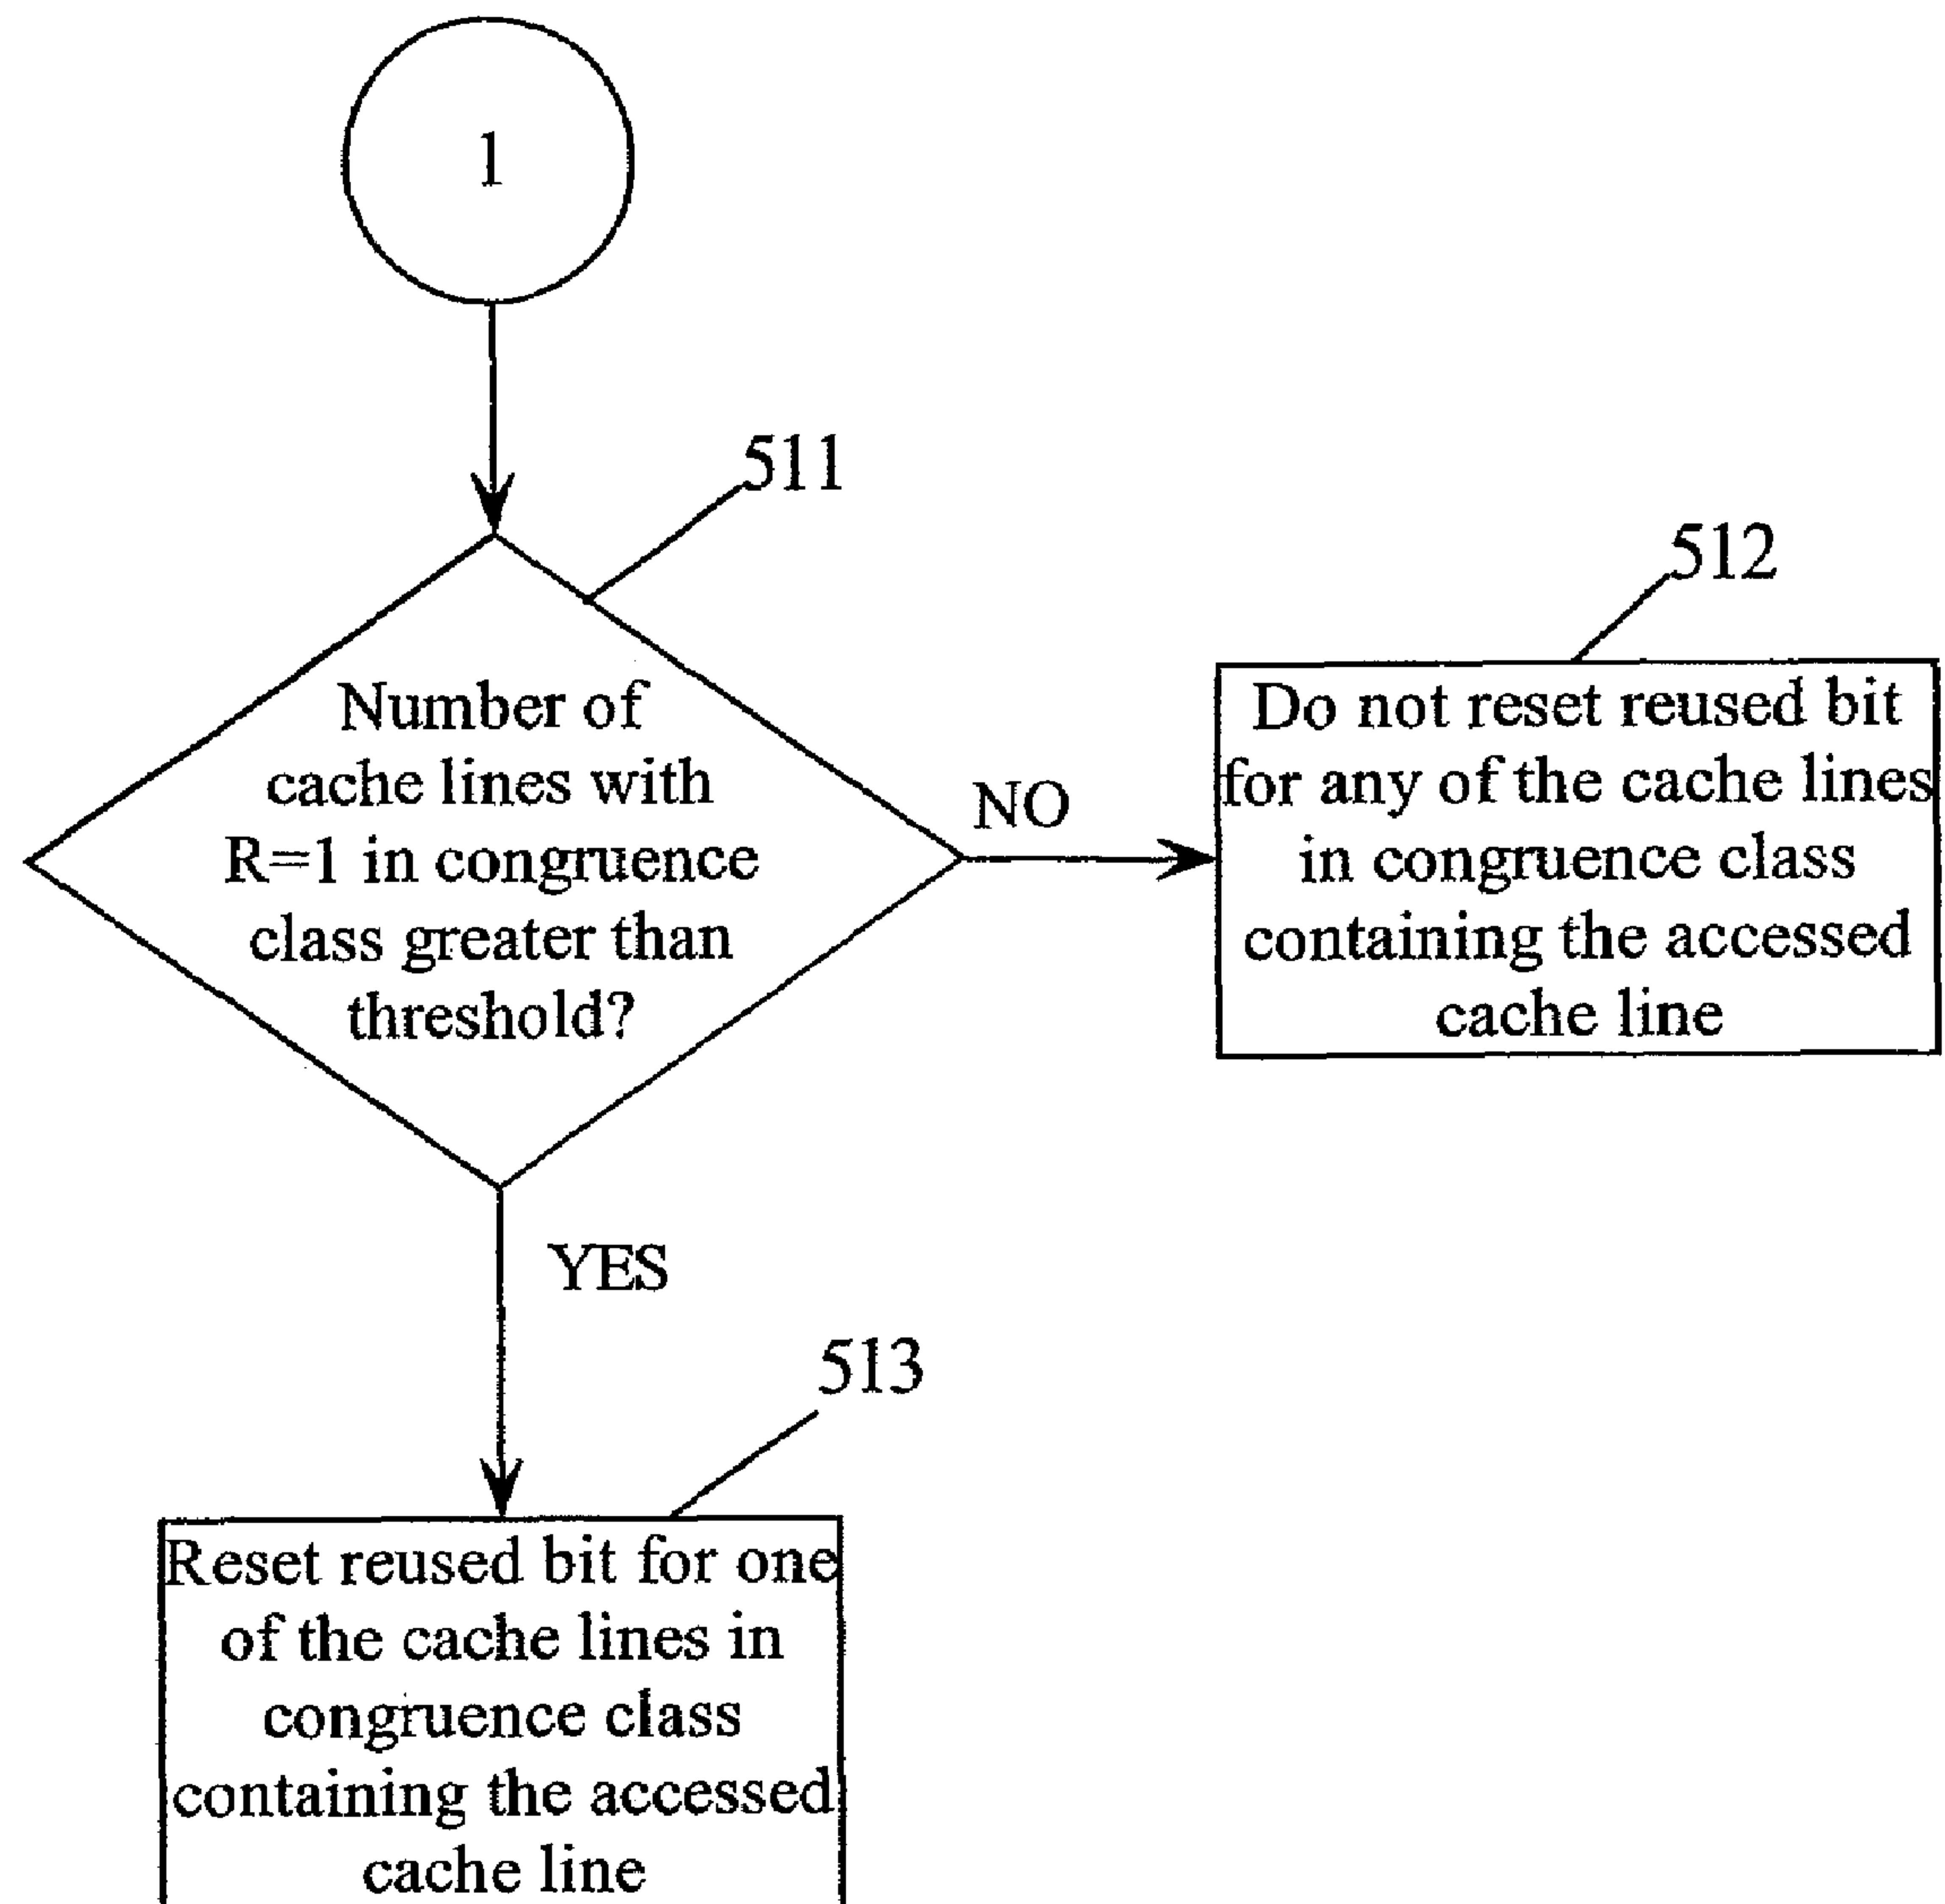 1
511
Number of
cache lines with
R=1 in congruence
class greater than
threshold?
NO
512
Do not reset reused bit
for any of the cache lines
in congruence class
containing the accessed
cache line
YES
513
Reset reused bit for one
of the cache lines in
congruence class
containing the accessed
cache line